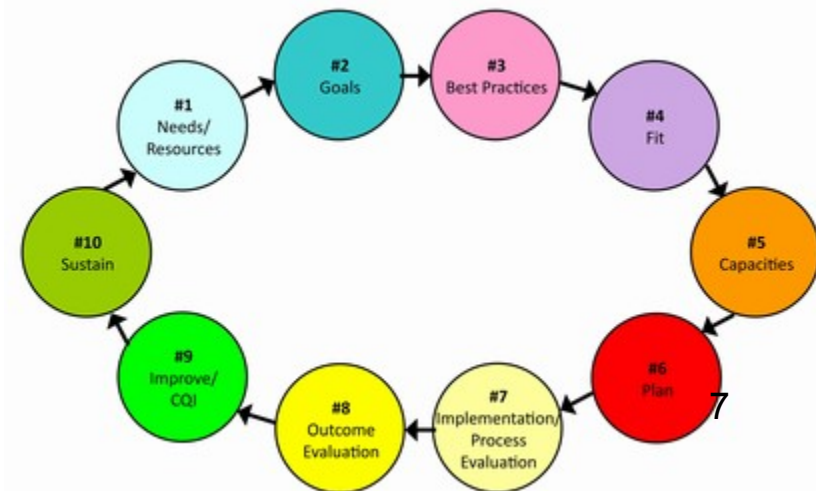 #1
Needs/
Resources
#2
Goals
#3
Best Practices
#4
Fit
#5
Capacities
#6
Plan
7
#7
Implementation/
Process
Evaluation
#8
Outcome
Evaluation
#9
Improve/
CQI
#10
Sustain